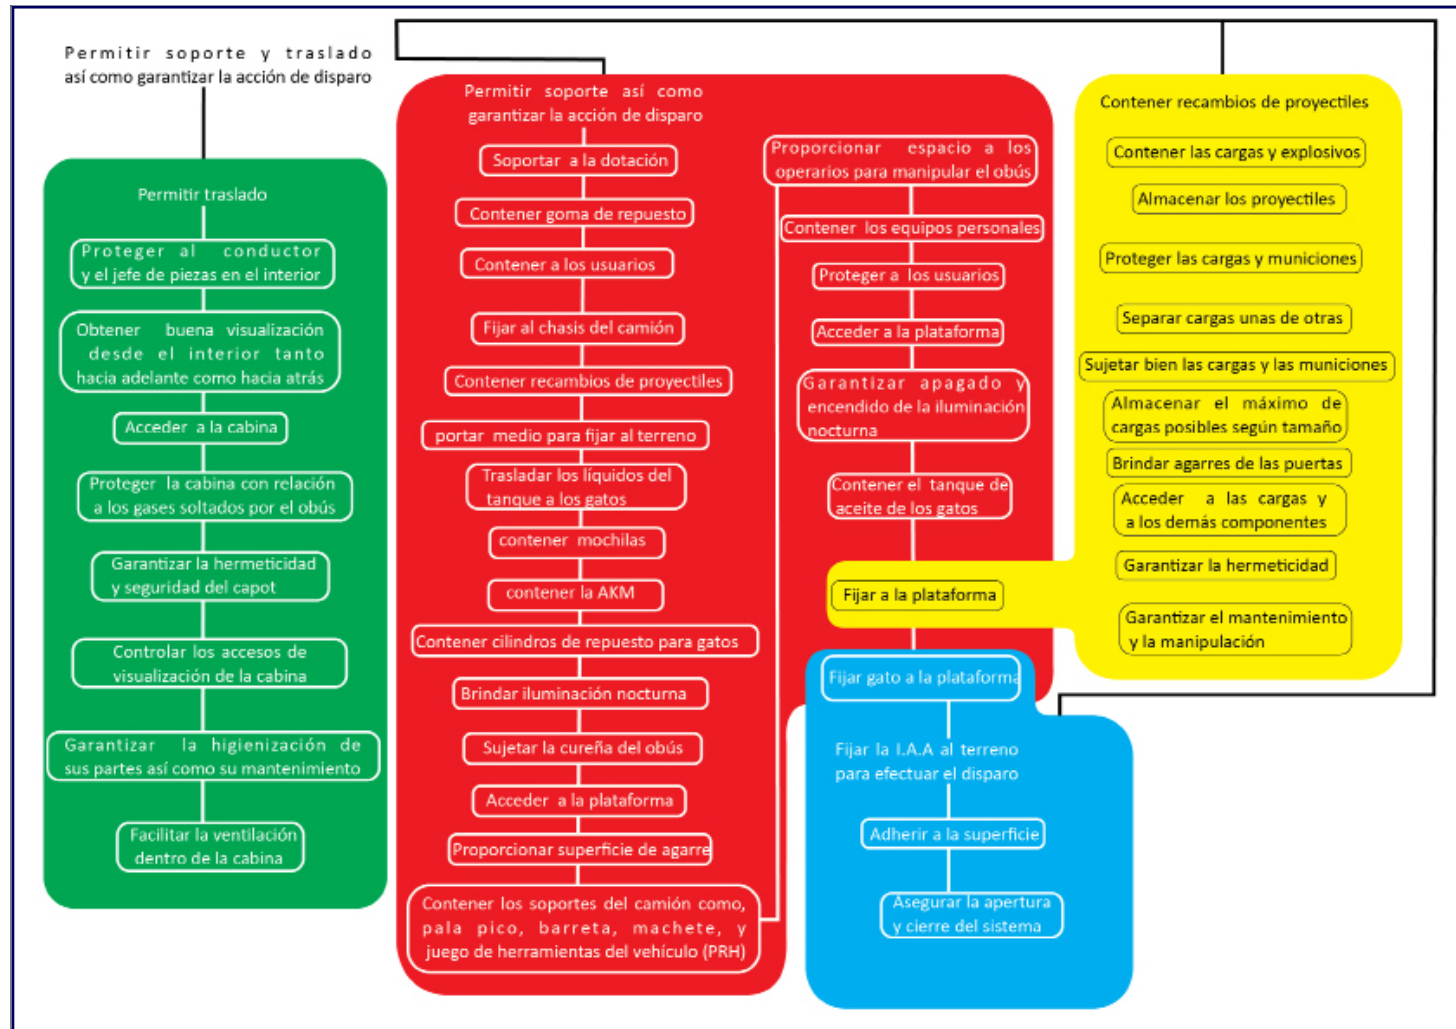 Permitir soporte y traslado
así como garantizar la acción de disparo
Permitir traslado
Proteger al conductor
y el jefe de piezas en el interior
Obtener buena visualización
desde el interior tanto
hacia adelante como hacia atrás
Acceder a la cabina
Proteger la cabina con relación
a los gases soltados por el obús
Garantizar la hermeticidad
y seguridad del capot
Controlar los accesos de
visualización de la cabina
Garantizar la higienización de
sus partes así como su mantenimiento
Facilitar la ventilación
dentro de la cabina
Permitir soporte así como
garantizar la acción de disparo
Soportar a la dotación
Contener goma de repuesto
Contener a los usuarios
Fijar al chasis del camión
Contener recambios de proyectiles
portar medio para fijar al terreno
Trasladar los líquidos del
tanque a los gatos
contener mochilas
contener la AKM
Contener cilindros de repuesto para gatos
Brindar iluminación nocturna
Sujetar la cureña del obús
Acceder a la plataforma
Proporcionar superficie de agarre
Contener los soportes del camión como,
pala pico, barreta, machete, y
juego de herramientas del vehículo (PRH)
Proporcionar espacio a los
operarios para manipular el obús
Contener los equipos personales
Proteger a los usuarios
Acceder a la plataforma
Garantizar apagado y
encendido de la iluminación
nocturna
Contener el tanque de
aceite de los gatos
Fijar a la plataforma
Fijar gato a la plataforma
Fijar la I.A.A al terreno
para efectuar el disparo
Adherir a la superficie
Asegurar la apertura
y cierre del sistema
Contener recambios de proyectiles
Contener las cargas y explosivos
Almacenar los proyectiles
Proteger las cargas y municiones
Separar cargas unas de otras
Sujetar bien las cargas y las municiones
Almacenar el máximo de
cargas posibles según tamaño
Brindar agarres de las puertas
Acceder a las cargas y
a los demás componentes
Garantizar la hermeticidad
Garantizar el mantenimiento
y la manipulación